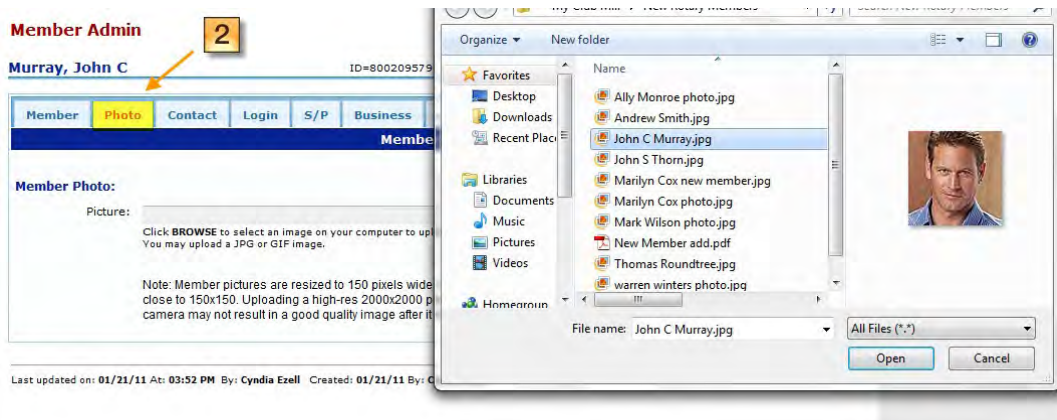 Member Admin
2
Murray, John C ID=800209579
Member Photo Contact Login S/P Business
Membe
Member Photo:
Picture:
Click BROWSE to select an image on your computer to upl
You may upload a JPG or GIF image.
Note: Member pictures are resized to 150 pixels wide
close to 150x150. Uploading a high-res 2000x2000 p
camera may not result in a good quality image after it
Last updated on: 01/21/11 At: 03:52 PM By: Cyndia Ezell Created: 01/21/11 By: C
My Club Mill New Rotary Members Search New Rotary Members
Organize New folder
Favorites
Desktop
Downloads
Recent Place
Libraries
Documents
Music
Pictures
Videos
Homegroup
Name
Ally Monroe photo.jpg
Andrew Smith.jpg
John C Murray.jpg
John S Thorn.jpg
Marilyn Cox new member.jpg
Marilyn Cox photo.jpg
Mark Wilson photo.jpg
New Member add.pdf
Thomas Roundtree.jpg
warren winters photo.jpg
File name: John C Murray.jpg All Files (*.*)
Open Cancel